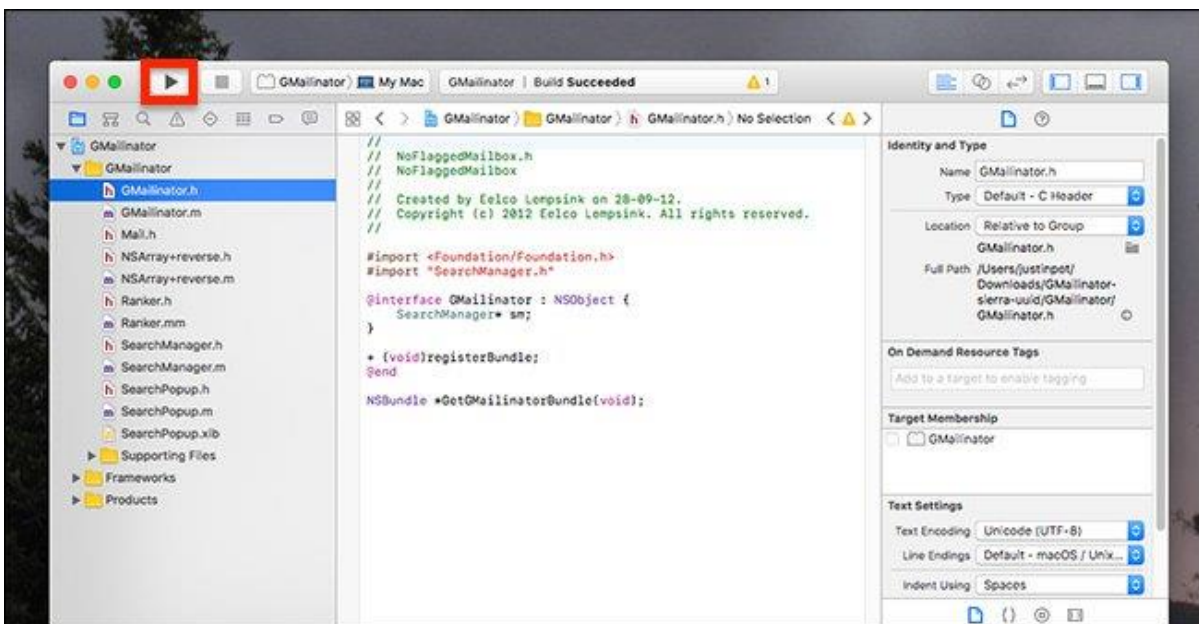 GMailinator
My Mac
GMailinator | Build Succeeded
1
GMailinator
GMailinator
GMailinator.h
No Selection
GMailinator
GMailinator
GMailinator.h
GMailinator.m
Mail.h
NSArray+reverse.h
NSArray+reverse.m
Ranker.h
Ranker.mm
SearchManager.h
SearchManager.m
SearchPopup.h
SearchPopup.m
SearchPopup.xib
Supporting Files
Frameworks
Products
//
// NoFlaggedMailbox.h
// NoFlaggedMailbox
//
// Created by Eelco Lempsink on 28-09-12.
// Copyright (c) 2012 Eelco Lempsink. All rights reserved.
//
#import <Foundation/Foundation.h>
#import "SearchManager.h"
@interface GMailinator : NSObject {
SearchManager* sm;
}
+ (void)registerBundle;
@end
NSBundle *GetGMailinatorBundle(void);
Identity and Type
Name GMailinator.h
Type Default - C Header
Location Relative to Group
GMailinator.h
Full Path /Users/justinpot/
Downloads/GMailinator-
sierra-uuid/GMailinator/
GMailinator.h
On Demand Resource Tags
Add to a target to enable tagging
Target Membership
GMailinator
Text Settings
Text Encoding Unicode (UTF-8)
Line Endings Default - macOS / Unix...
Indent Using Spaces